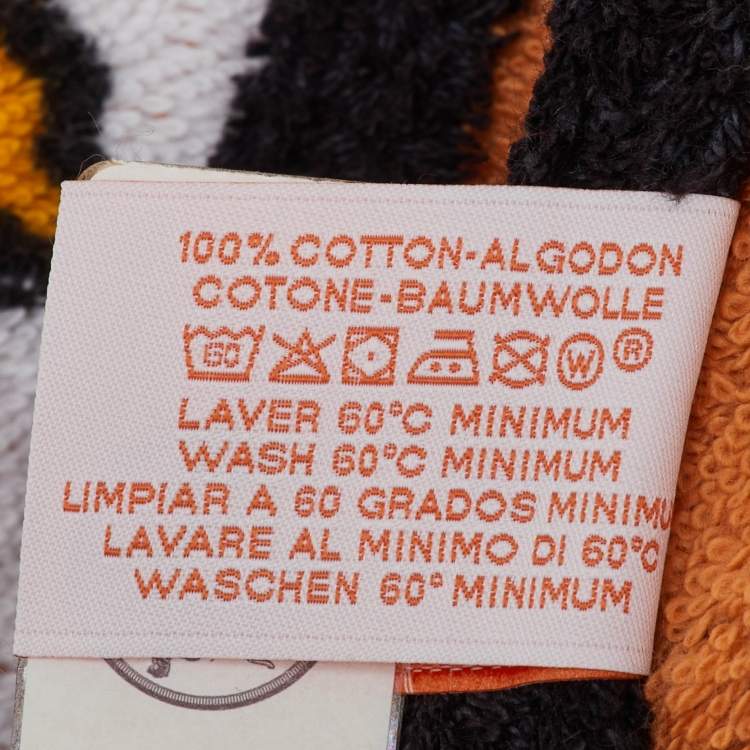 100% COTTON-ALGODON
COTONE-BAUMWOLLE
60 W ®
LAVER 60°C MINIMUM
WASH 60°C MINIMUM
LIMPIAR A 60 GRADOS MINIMU
LAVARE AL MINIMO DI 60°C
WASCHEN 60° MINIMUM